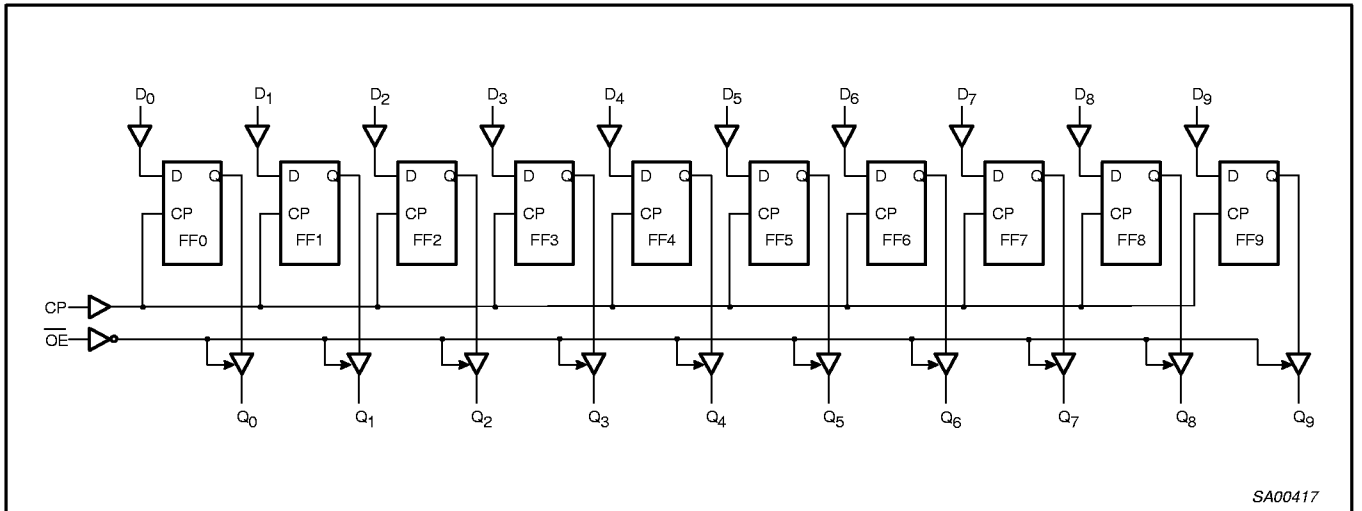 D0 D1 D2 D3 D4 D5 D6 D7 D8 D9
D Q D Q D Q D Q D Q D Q D Q D Q D Q D Q
CP CP CP CP CP CP CP CP CP CP
FF0 FF1 FF2 FF3 FF4 FF5 FF6 FF7 FF8 FF9
CP
O̅E̅
Q0 Q1 Q2 Q3 Q4 Q5 Q6 Q7 Q8 Q9
SA00417